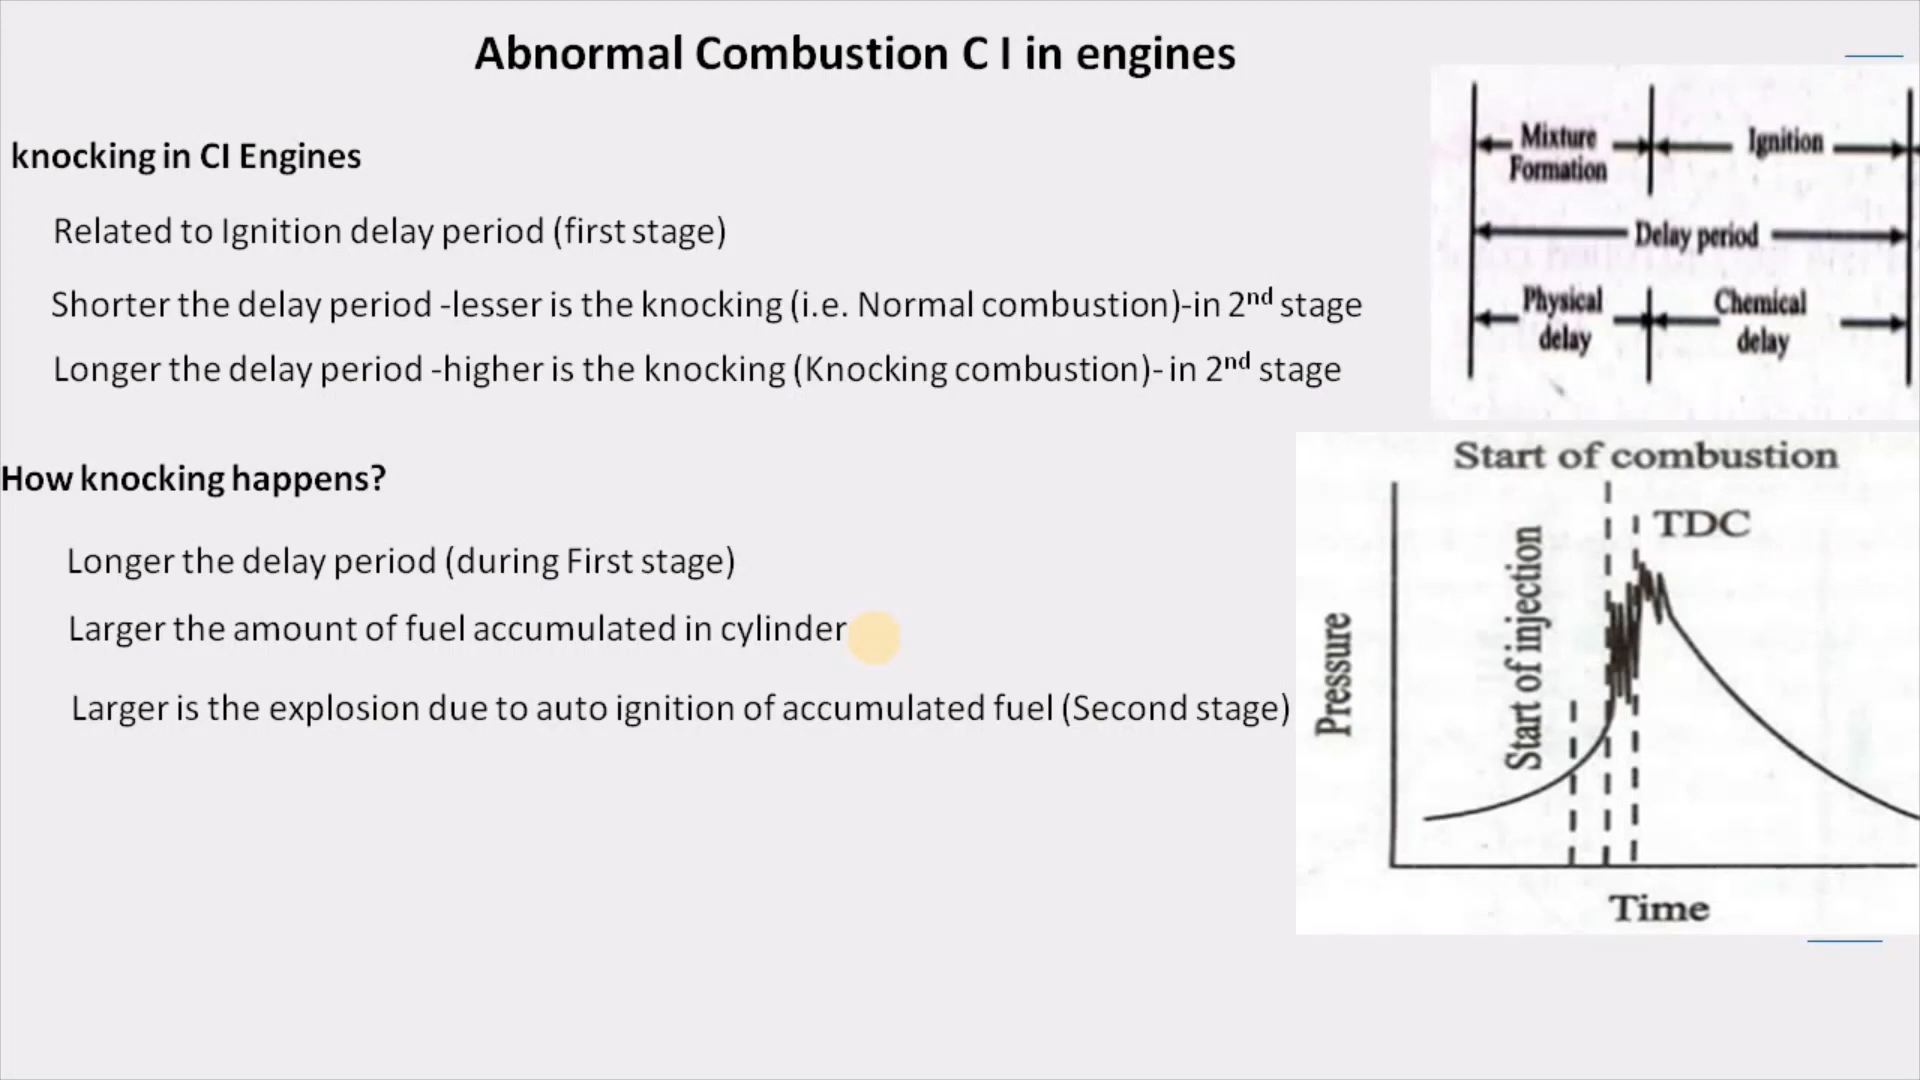 Abnormal Combustion C I in engines
knocking in CI Engines
Related to Ignition delay period (first stage)
Shorter the delay period -lesser is the knocking (i.e. Normal combustion)-in 2nd stage
Longer the delay period -higher is the knocking (Knocking combustion)- in 2nd stage
How knocking happens?
Longer the delay period (during First stage)
Larger the amount of fuel accumulated in cylinder
Larger is the explosion due to auto ignition of accumulated fuel (Second stage)
Mixture
Formation
Ignition
Delay period
Physical
delay
Chemical
delay
Start of combustion
TDC
Start of injection
Pressure
Time